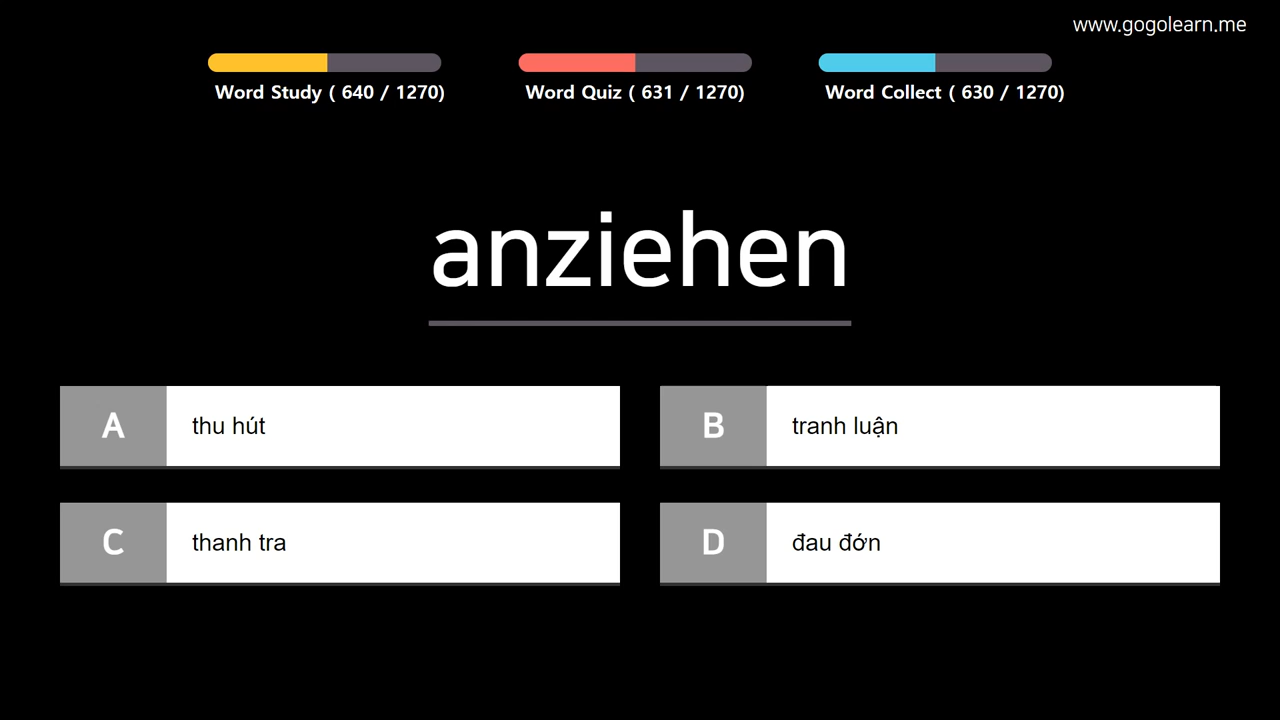 www.gogolearn.me
Word Study ( 640 / 1270)
Word Quiz ( 631 / 1270)
Word Collect ( 630 / 1270)
anziehen
A thu hút
B tranh luận
C thanh tra
D đau đớn